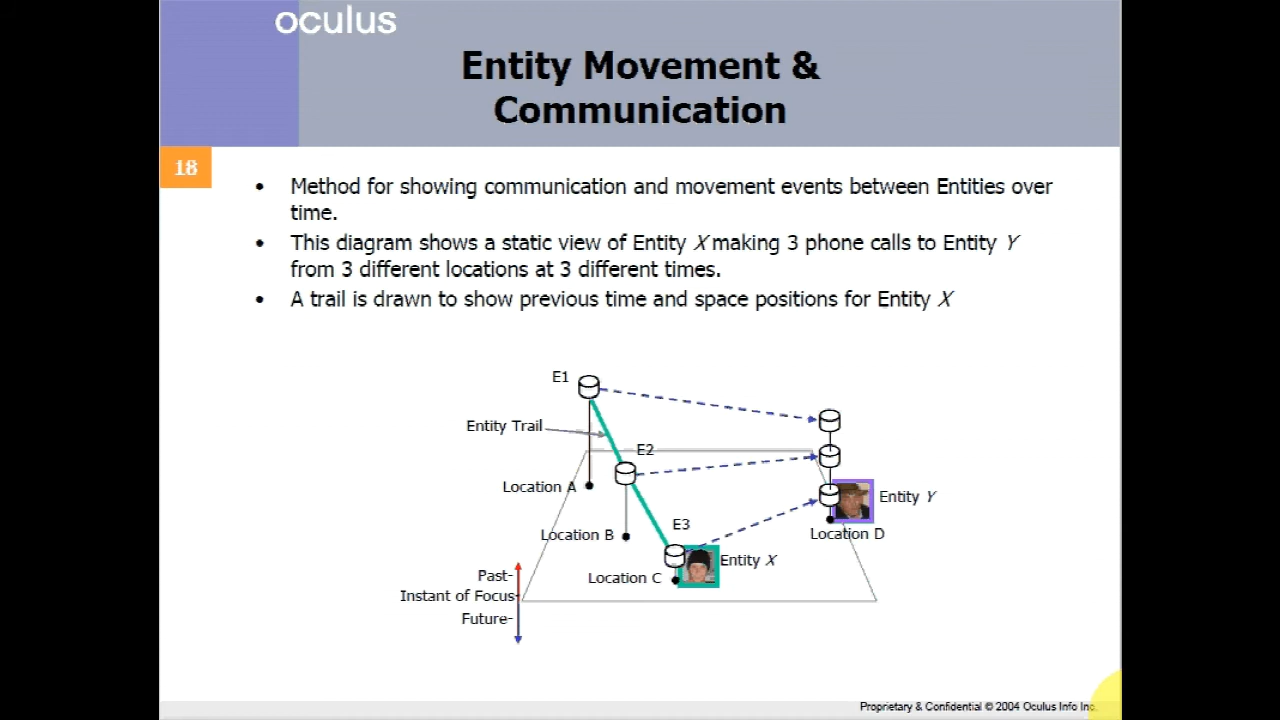 oculus
Entity Movement &
Communication
18
• Method for showing communication and movement events between Entities over
time.
• This diagram shows a static view of Entity X making 3 phone calls to Entity Y
from 3 different locations at 3 different times.
• A trail is drawn to show previous time and space positions for Entity X
E1
Entity Trail
E2
Location A
Entity Y
E3
Location B
Location D
Entity X
Location C
Past-
Instant of Focus-
Future-
Proprietary & Confidential © 2004 Oculus Info Inc.